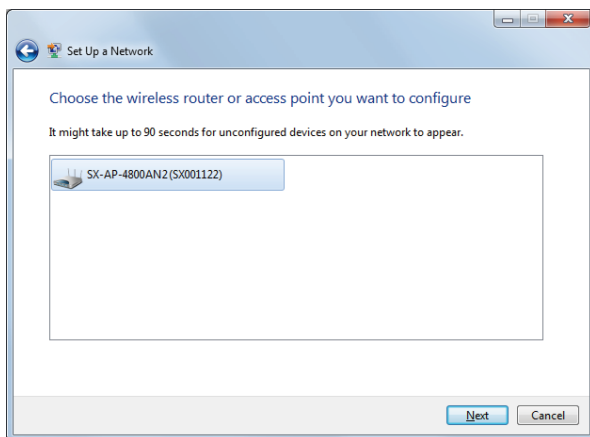 Set Up a Network
Choose the wireless router or access point you want to configure
It might take up to 90 seconds for unconfigured devices on your network to appear.
SX-AP-4800AN2(SX001122)
Next Cancel